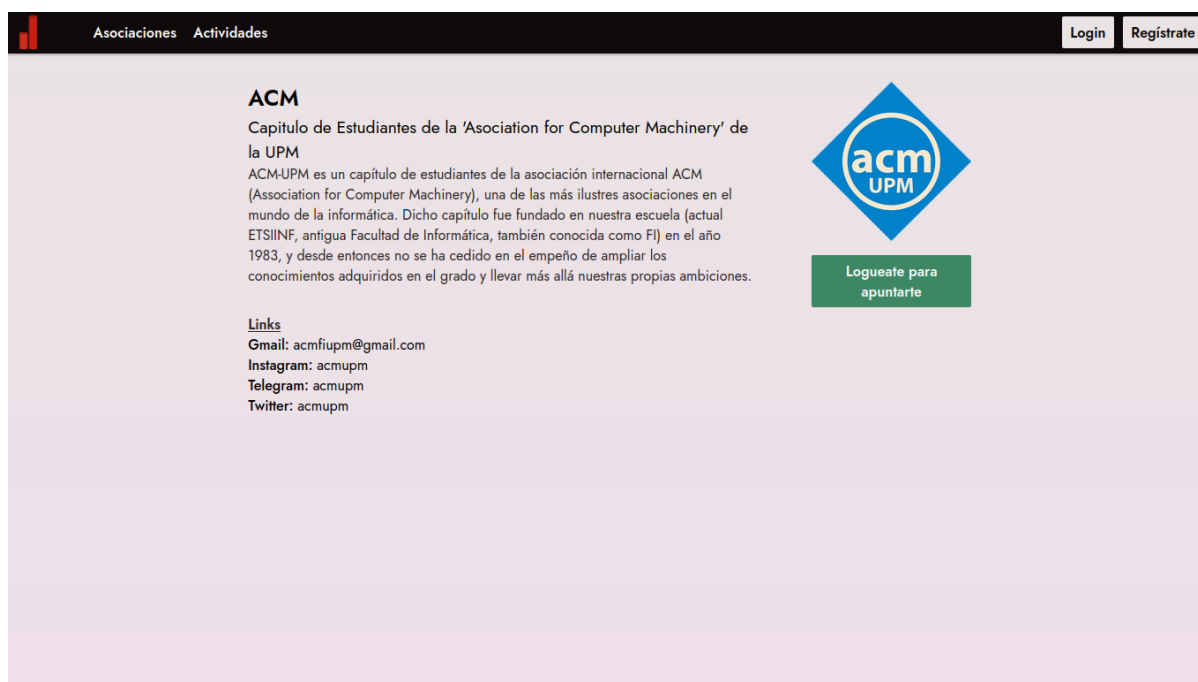 Asociaciones Actividades Login Regístrate
ACM
Capitulo de Estudiantes de la 'Asociation for Computer Machinery' de
la UPM
ACM-UPM es un capítulo de estudiantes de la asociación internacional ACM
(Association for Computer Machinery), una de las más ilustres asociaciones en el
mundo de la informática. Dicho capítulo fue fundado en nuestra escuela (actual
ETSIINF, antigua Facultad de Informática, también conocida como FI) en el año
1983, y desde entonces no se ha cedido en el empeño de ampliar los
conocimientos adquiridos en el grado y llevar más allá nuestras propias ambiciones.
Links
Gmail: acmfiupm@gmail.com
Instagram: acmupm
Telegram: acmupm
Twitter: acmupm
acm
UPM
Logueate para
apuntarte